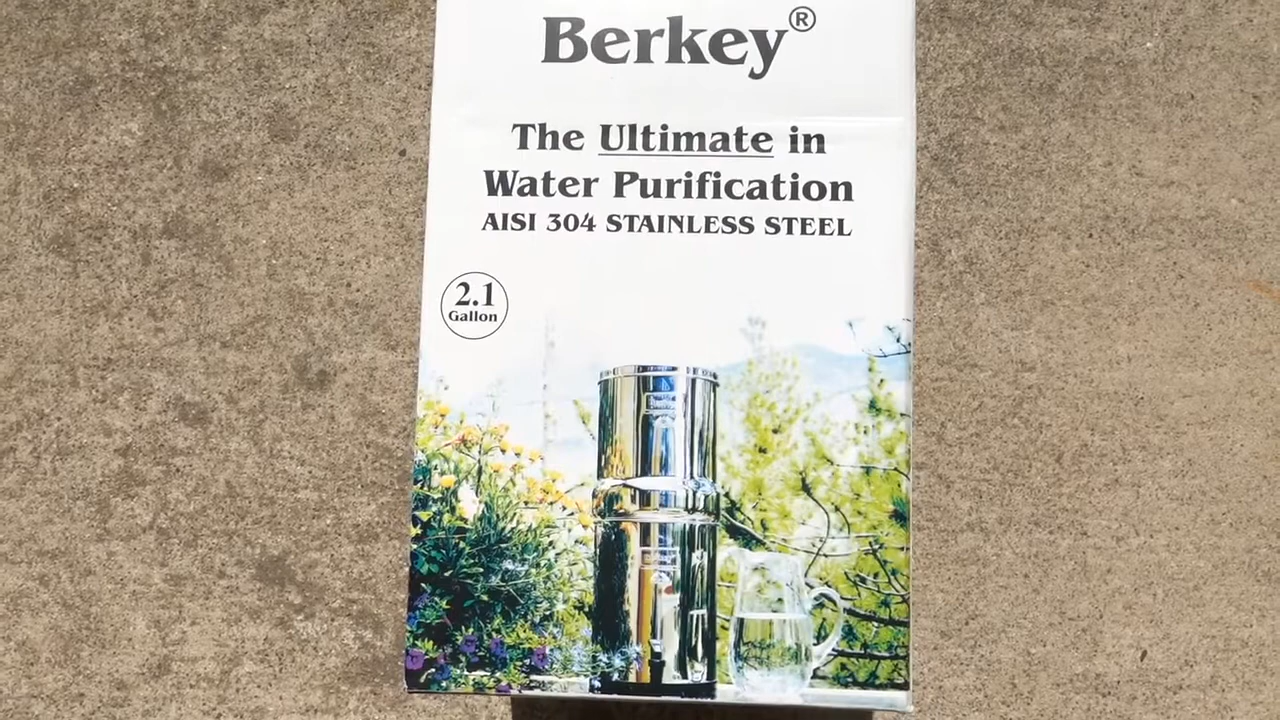 Berkey®
The Ultimate in
Water Purification
AISI 304 STAINLESS STEEL
2.1
Gallon